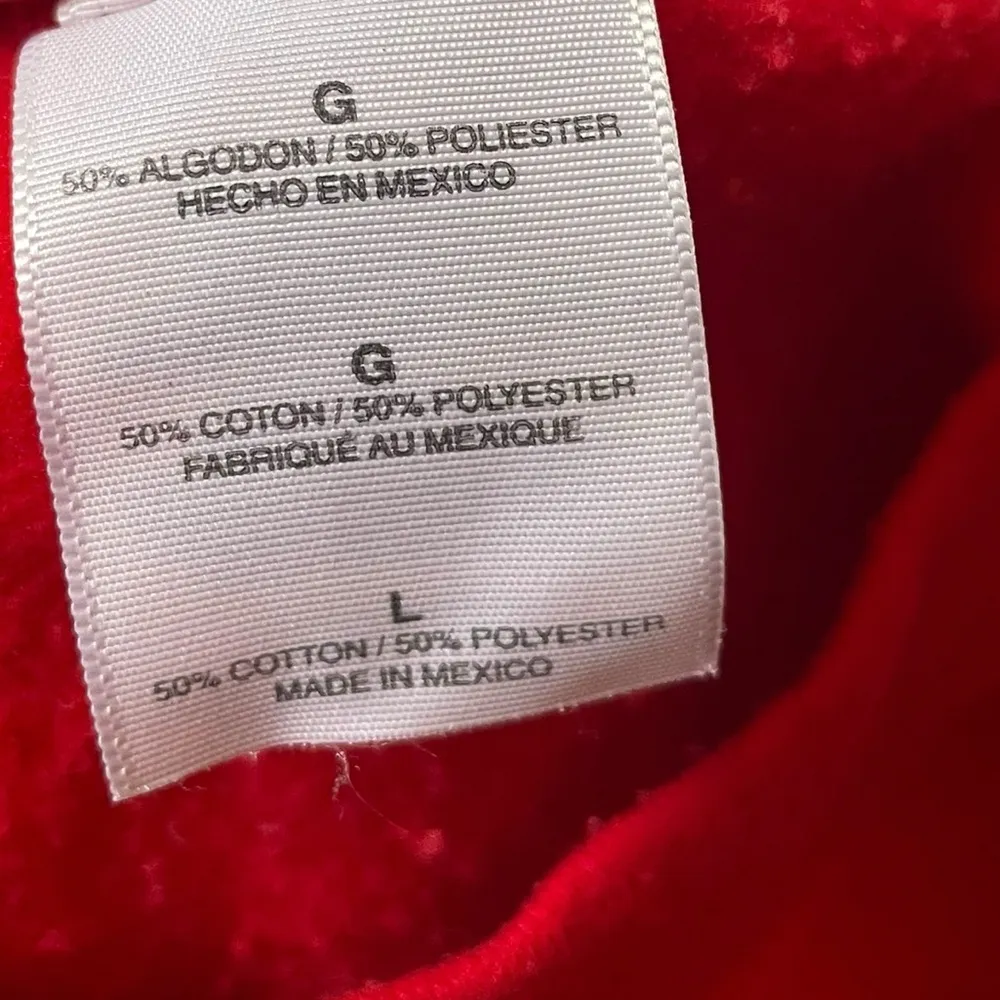 G
50% ALGODON / 50% POLIESTER
HECHO EN MEXICO
G
50% COTON / 50% POLYESTER
FABRIQUÉ AU MEXIQUE
L
50% COTTON / 50% POLYESTER
MADE IN MEXICO